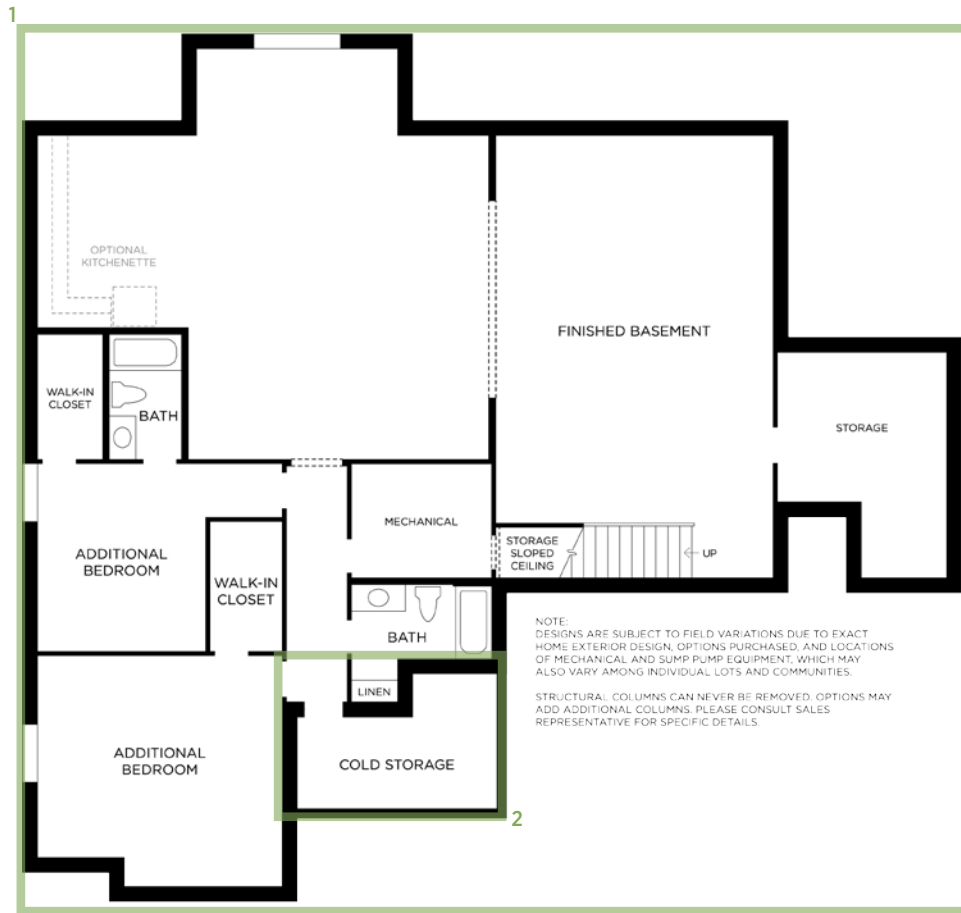 1
OPTIONAL
KITCHENETTE
FINISHED BASEMENT
WALK-IN
CLOSET
BATH
STORAGE
MECHANICAL
STORAGE
SLOPED
CEILING
UP
ADDITIONAL
BEDROOM
WALK-IN
CLOSET
BATH
NOTE:
DESIGNS ARE SUBJECT TO FIELD VARIATIONS DUE TO EXACT
HOME EXTERIOR DESIGN, OPTIONS PURCHASED, AND LOCATIONS
OF MECHANICAL AND SUMP PUMP EQUIPMENT, WHICH MAY
ALSO VARY AMONG INDIVIDUAL LOTS AND COMMUNITIES.
STRUCTURAL COLUMNS CAN NEVER BE REMOVED. OPTIONS MAY
ADD ADDITIONAL COLUMNS. PLEASE CONSULT SALES
REPRESENTATIVE FOR SPECIFIC DETAILS.
LINEN
ADDITIONAL
BEDROOM
COLD STORAGE
2